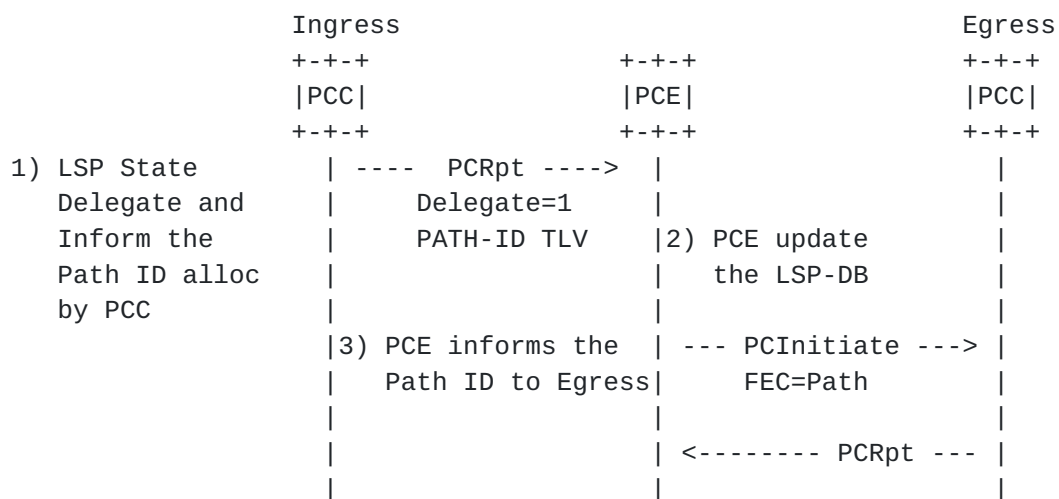 Ingress                                     Egress
                   +-+-+                 +-+-+                 +-+-+
                   |PCC|                 |PCE|                 |PCC|
                   +-+-+                 +-+-+                 +-+-+
1) LSP State         | ----  PCRpt ---->  |                      |
   Delegate and      |     Delegate=1     |                      |
   Inform the        |     PATH-ID TLV    |2) PCE update         |
   Path ID alloc     |                    |   the LSP-DB         |
   by PCC            |                    |                      |
                     |3) PCE informs the  | --- PCInitiate ---> |
                     |   Path ID to Egress|     FEC=Path         |
                     |                    |                      |
                     |                    | <-------- PCRpt --- |
                     |                    |                      |